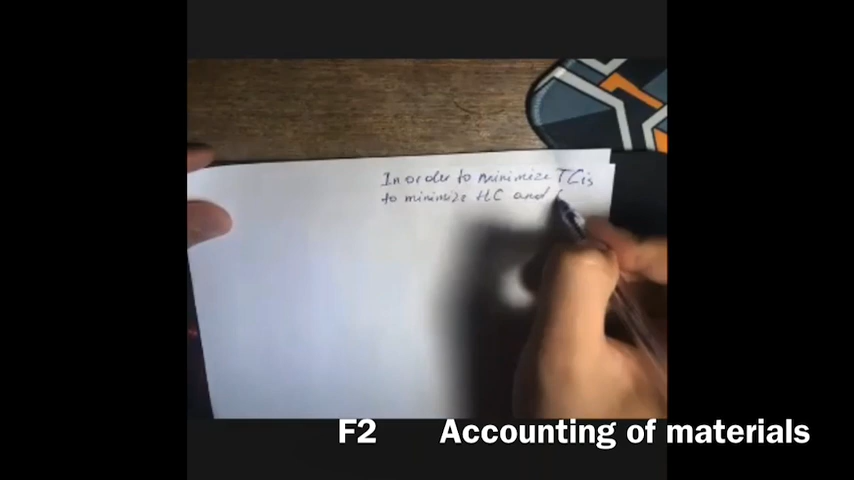 In order to minimize TC is
to minimize HC and
F2 Accounting of materials